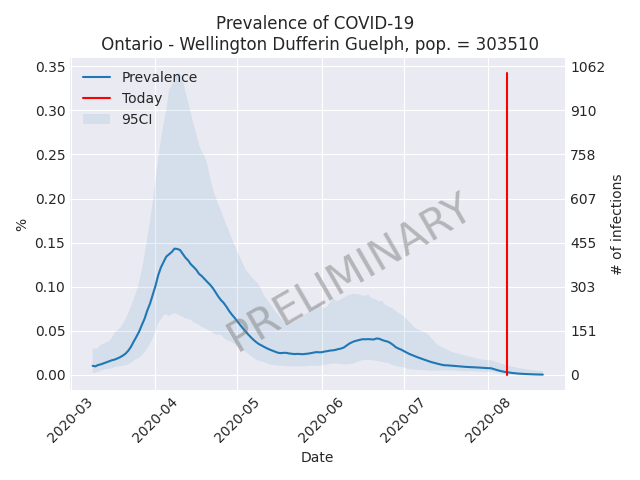 Prevalence of COVID-19
Ontario - Wellington Dufferin Guelph, pop. = 303510
Prevalence
Today
95CI
0.35
0.30
0.25
0.20
0.15
0.10
0.05
0.00
%
1062
910
758
607
455
303
151
0
# of infections
PRELIMINARY
2020-03
2020-04
2020-05
2020-06
2020-07
2020-08
Date